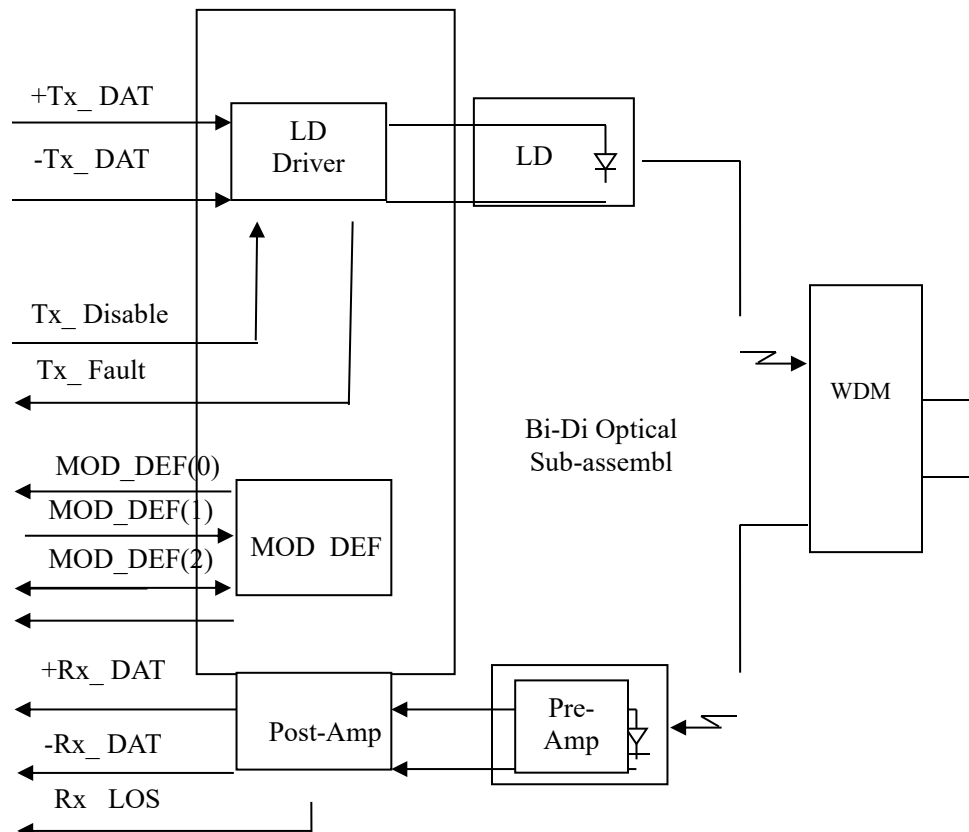 +Tx_ DAT
LD
Driver
LD
-Tx_ DAT
Tx_ Disable
Tx_ Fault
WDM
Bi-Di Optical
Sub-assembl
MOD_DEF(0)
MOD_DEF(1)
MOD DEF
MOD_DEF(2)
+Rx_ DAT
Post-Amp
Pre-
Amp
-Rx_ DAT
Rx LOS